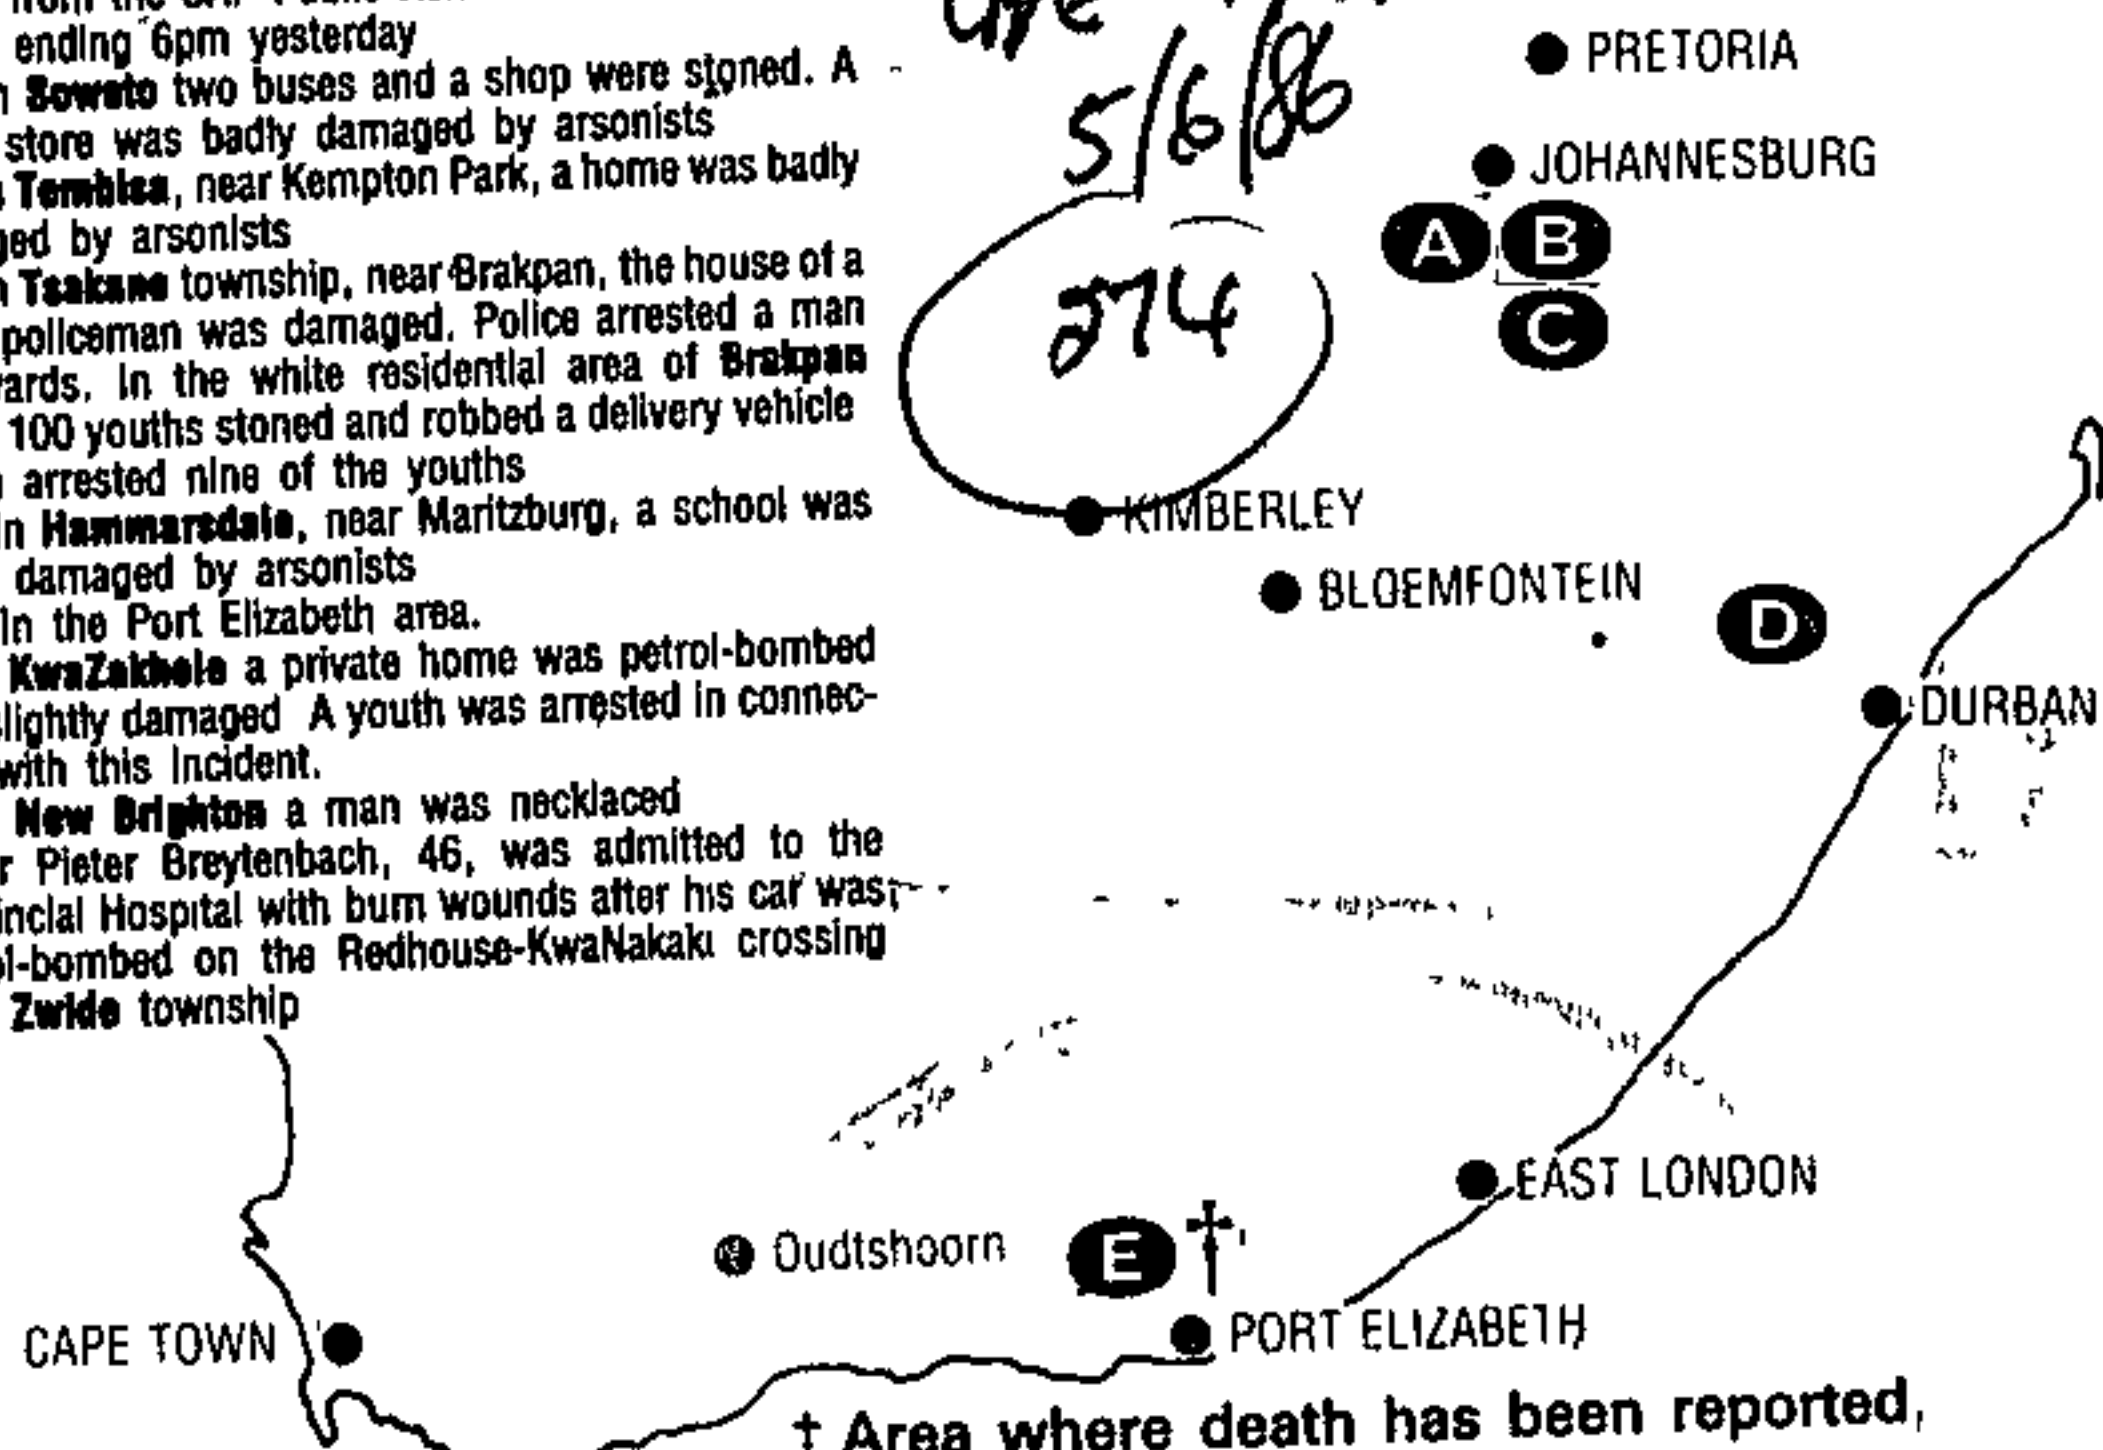 ending 6pm yesterday
Soweto two buses and a shop were stoned. A
store was badly damaged by arsonists
Tembisa, near Kempton Park, a home was badly
ged by arsonists
Tsakane township, near Brakpan, the house of a
policeman was damaged. Police arrested a man
ards. In the white residential area of Brakpan
100 youths stoned and robbed a delivery vehicle
arrested nine of the youths
In Hammarsdale, near Maritzburg, a school was
damaged by arsonists
In the Port Elizabeth area.
KwaZakhele a private home was petrol-bombed
slightly damaged A youth was arrested in connec-
with this incident.
New Brighton a man was necklaced
r Pieter Breytenbach, 46, was admitted to the
incial Hospital with burn wounds after his car was
ol-bombed on the Redhouse-KwaNakaki crossing
Zwide township
5/6/86
274
PRETORIA
JOHANNESBURG
A B
C
KIMBERLEY
BLOEMFONTEIN
D
DURBAN
EAST LONDON
Oudtshoorn
E †
CAPE TOWN
PORT ELIZABETH
† Area where death has been reported,